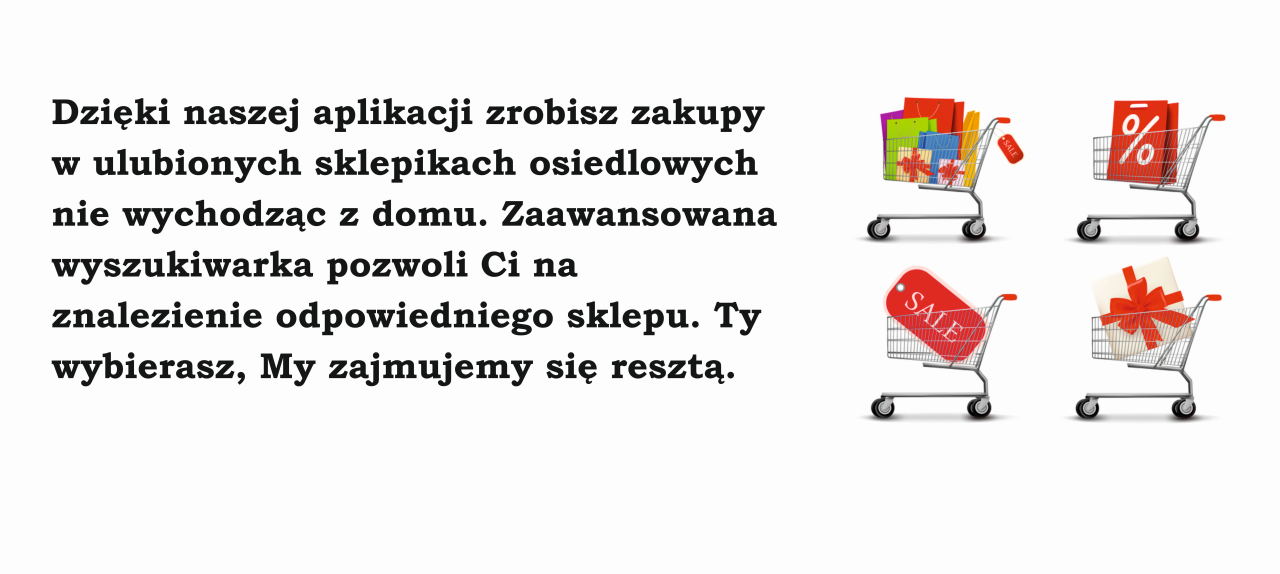 Dzięki naszej aplikacji zrobisz zakupy
w ulubionych sklepikach osiedlowych
nie wychodząc z domu. Zaawansowana
wyszukiwarka pozwoli Ci na
znalezienie odpowiedniego sklepu. Ty
wybierasz, My zajmujemy się resztą.
SALE
%
SALE